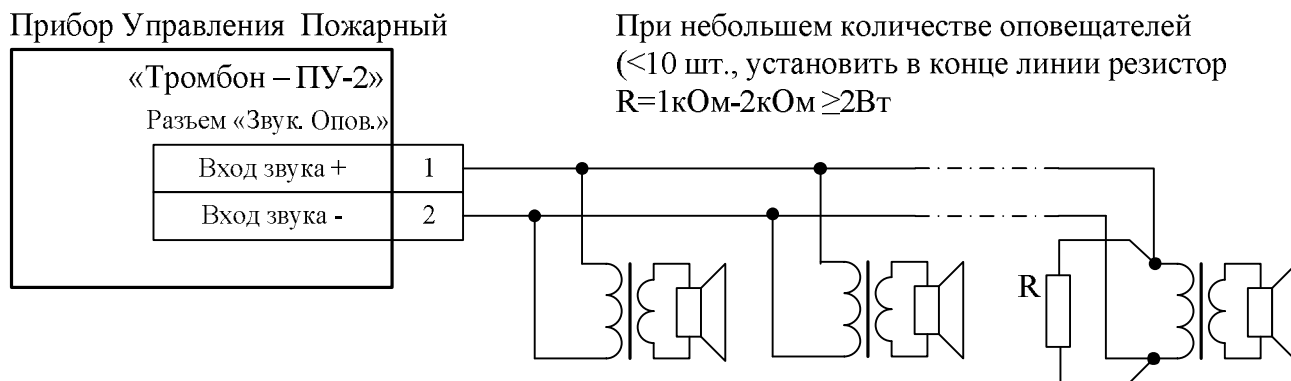 Прибор Управления Пожарный
«Тромбон – ПУ-2»
Разъем «Звук. Опов.»
Вход звука +
1
Вход звука -
2
При небольшем количестве оповещателей
(<10 шт., установить в конце линии резистор
R=1кОм-2кОм ≥2Вт
R